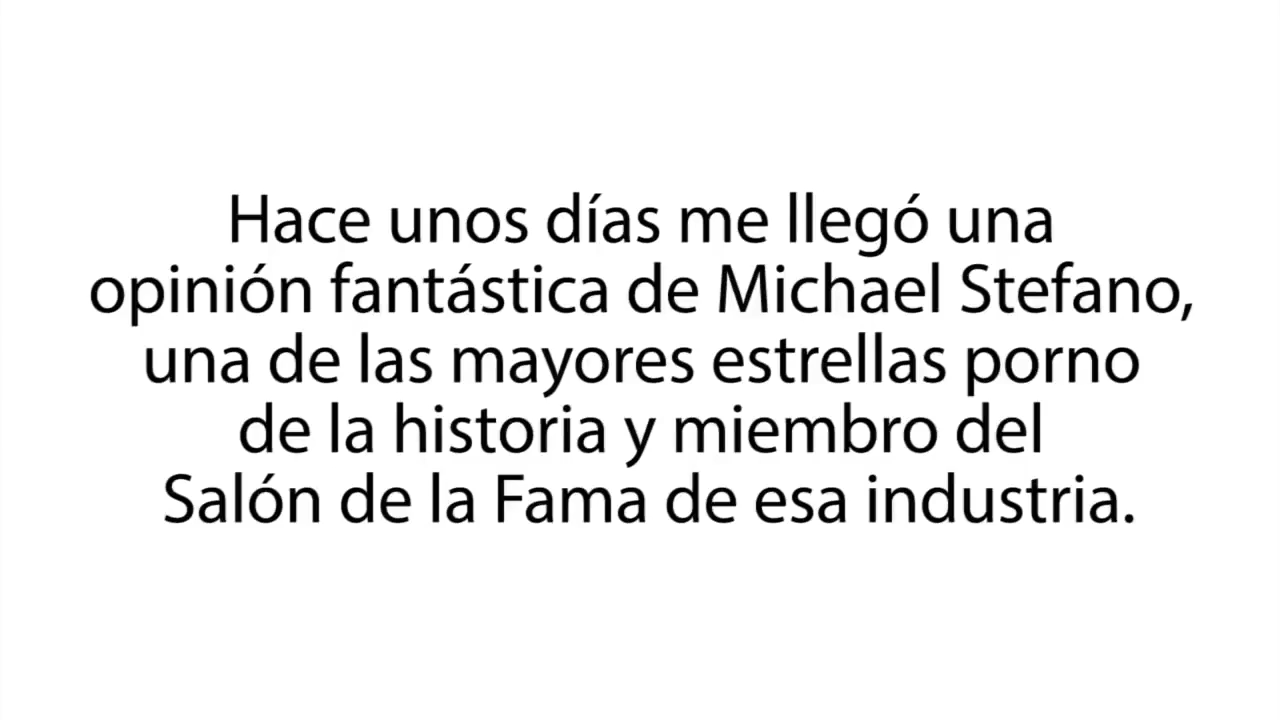 Hace unos días me llegó una
opinión fantástica de Michael Stefano,
una de las mayores estrellas porno
de la historia y miembro del
Salón de la Fama de esa industria.